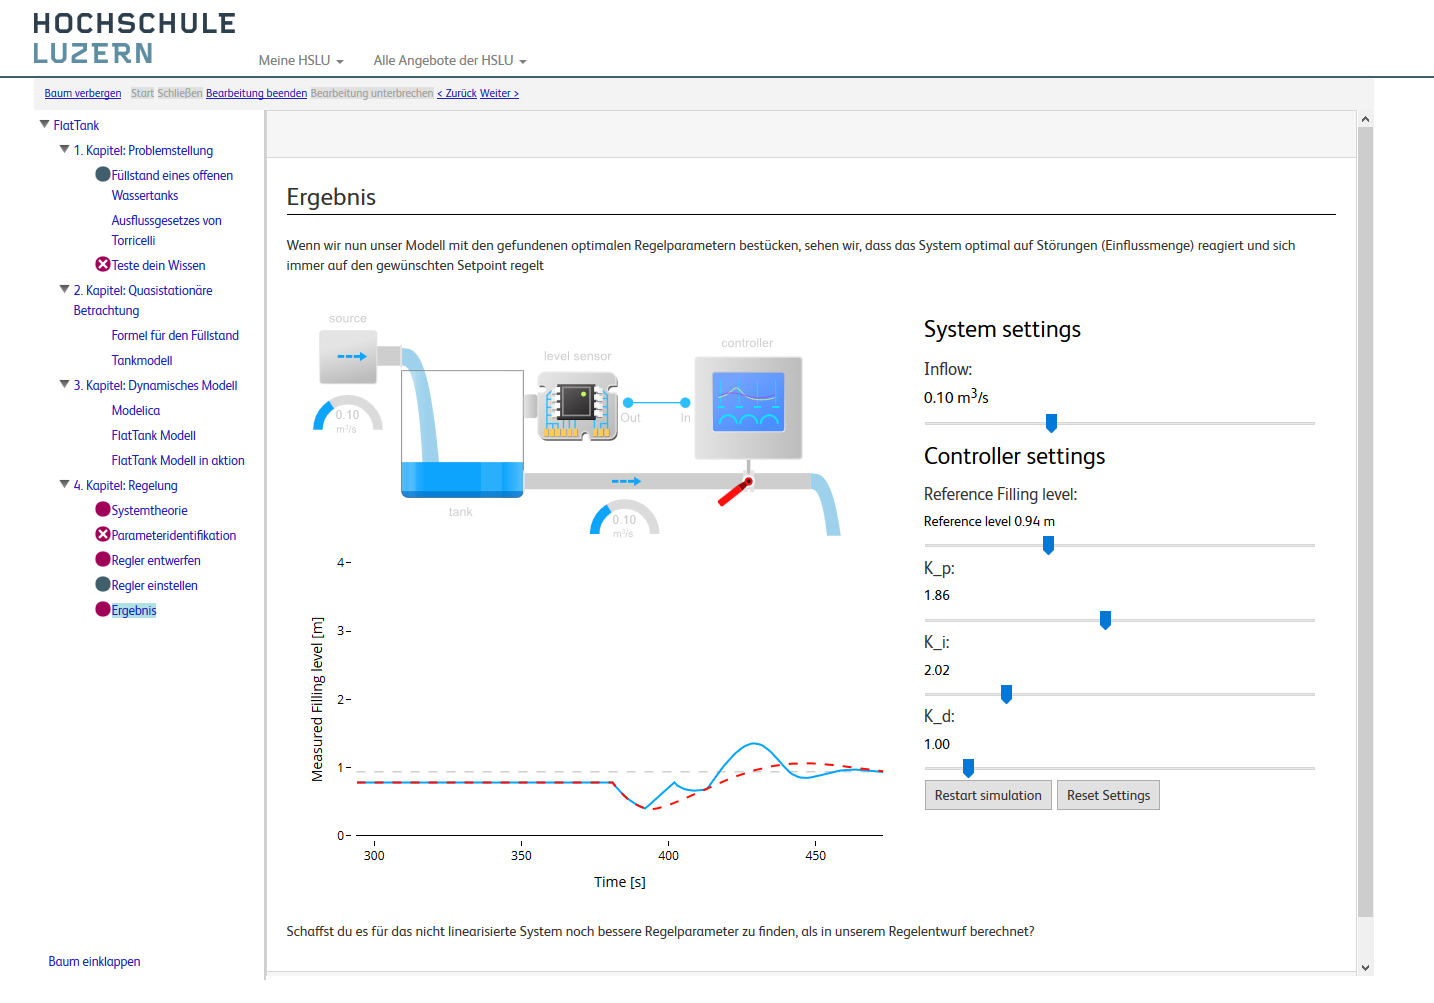 HOCHSCHULE
LUZERN
Meine HSLU
Alle Angebote der HSLU
Baum verbergen Start Schließen Bearbeitung beenden Bearbeitung unterbrechen < Zurück Weiter >
FlatTank
1. Kapitel: Problemstellung
Füllstand eines offenen
Wassertanks
Ausflussgesetzes von
Torricelli
Teste dein Wissen
2. Kapitel: Quasistationäre
Betrachtung
Formel für den Füllstand
Tankmodell
3. Kapitel: Dynamisches Modell
Modelica
FlatTank Modell
FlatTank Modell in aktion
4. Kapitel: Regelung
Systemtheorie
Parameteridentifikation
Regler entwerfen
Regler einstellen
Ergebnis
Baum einklappen
Ergebnis
Wenn wir nun unser Modell mit den gefundenen optimalen Regelparametern bestücken, sehen wir, dass das System optimal auf Störungen (Einflussmenge) reagiert und sich
immer auf den gewünschten Setpoint regelt
source
0.10
m³/s
level sensor
Out
In
controller
tank
0.10
m³/s
4
3
2
1
0
Measured Filling level [m]
300 350 400 450
Time [s]
System settings
Inflow:
0.10 m³/s
Controller settings
Reference Filling level:
Reference level 0.94 m
K_p:
1.86
K_i:
2.02
K_d:
1.00
Restart simulation Reset Settings
Schaffst du es für das nicht linearisierte System noch bessere Regelparameter zu finden, als in unserem Regelentwurf berechnet?